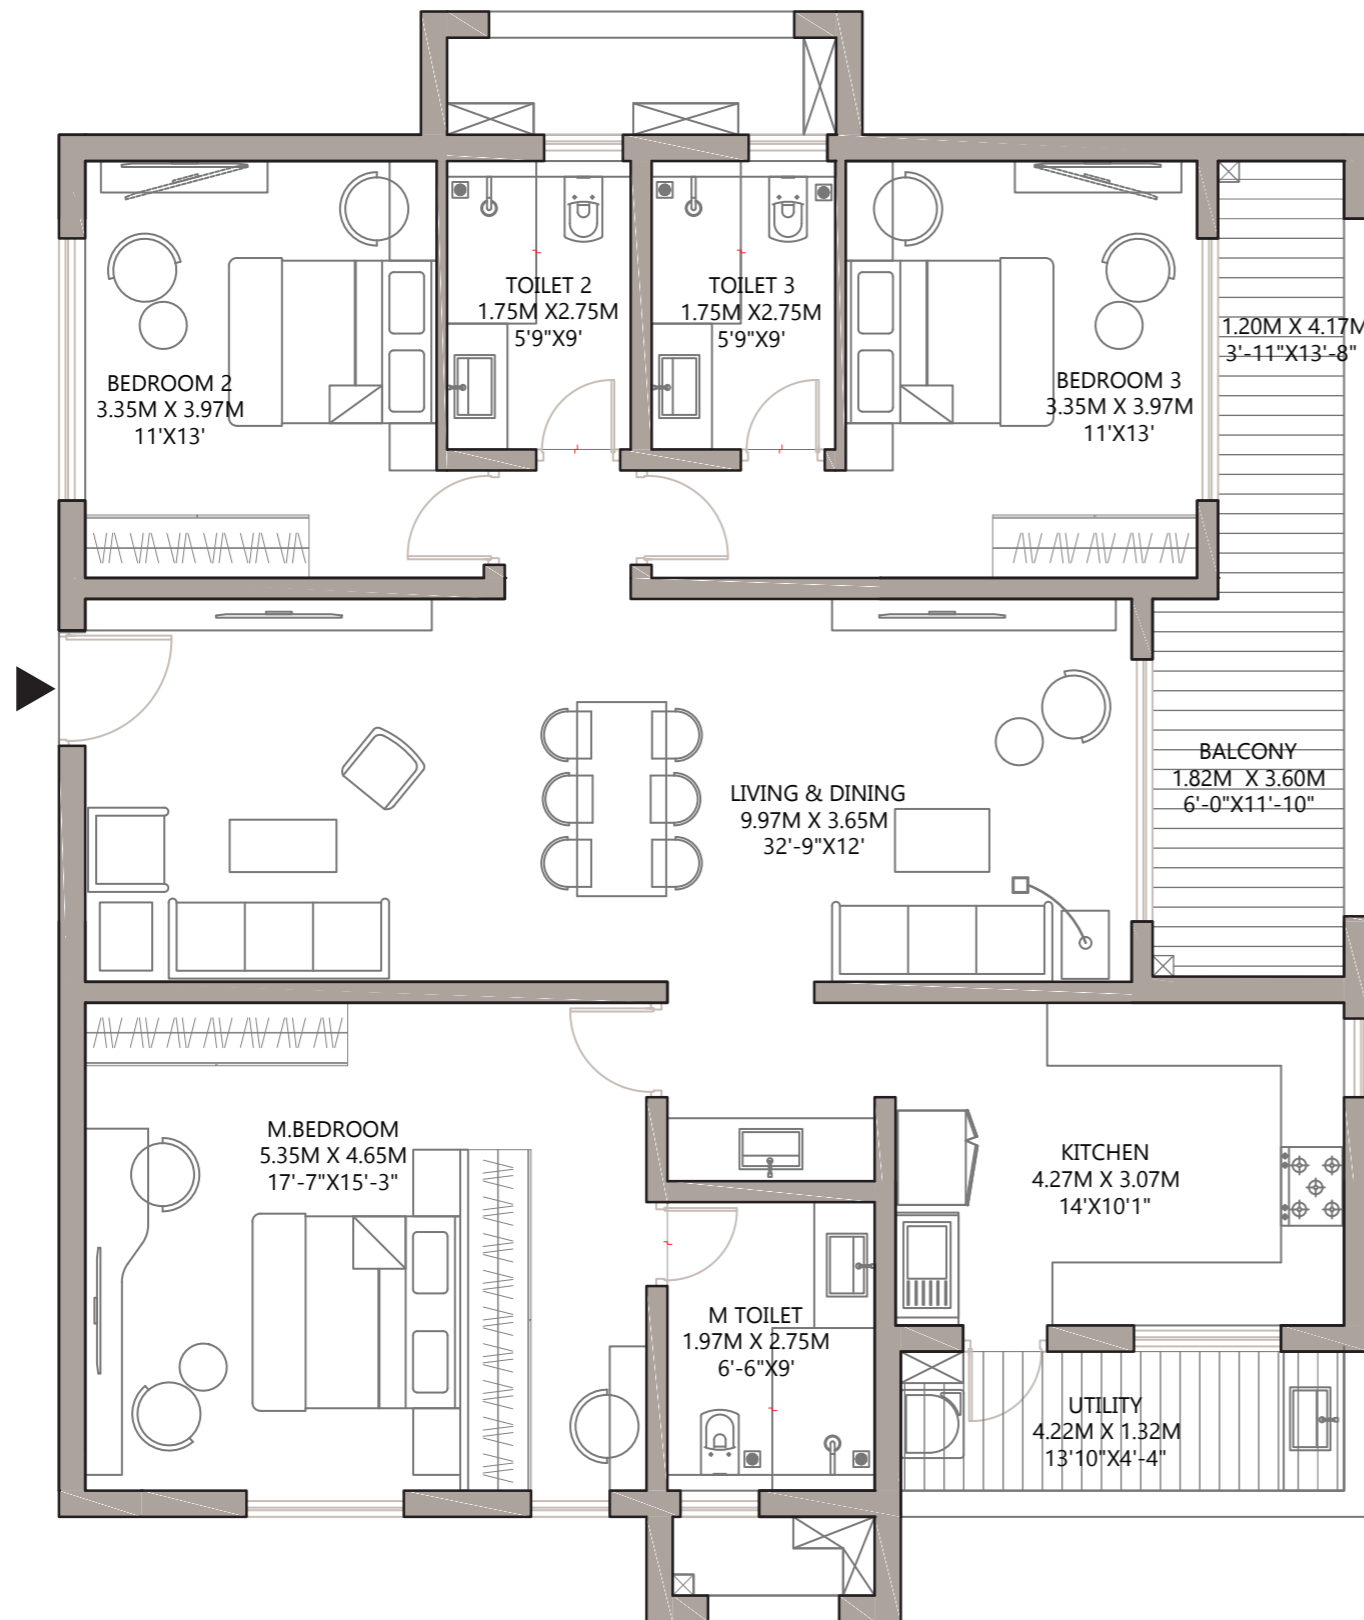 TOILET 2
1.75M X2.75M
5'9"X9'
TOILET 3
1.75M X2.75M
5'9"X9'
1.20M X 4.17M
3'-11"X13'-8"
BEDROOM 2
3.35M X 3.97M
11'X13'
BEDROOM 3
3.35M X 3.97M
11'X13'
LIVING & DINING
9.97M X 3.65M
32'-9"X12'
BALCONY
1.82M X 3.60M
6'-0"X11'-10"
M.BEDROOM
5.35M X 4.65M
17'-7"X15'-3"
KITCHEN
4.27M X 3.07M
14'X10'1"
M TOILET
1.97M X 2.75M
6'-6"X9'
UTILITY
4.22M X 1.32M
13'10"X4'-4"